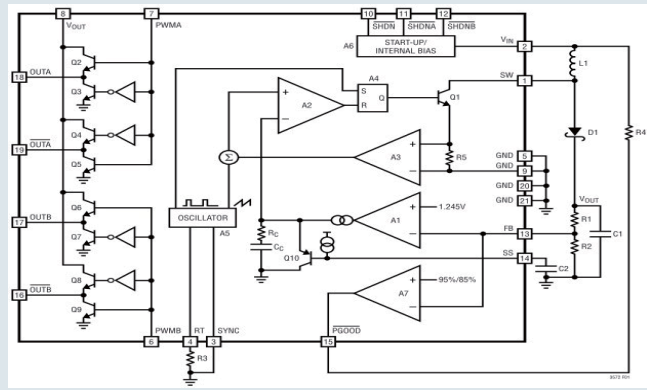 8 7 10 11 12
VOUT PWMA SHDN SHDNA SHDNB
A6 START-UP/
INTERNAL BIAS
VIN 2
Q2
18 OUTA
Q3
A4
S
R Q
SW 1
L1
A2
Q1
Q4
19 OUTA
Q5
D1
R4
Σ
A3
R5
GND 5
GND 9
GND 20
GND 21
Q6
17 OUTB
Q7
OSCILLATOR
A5
RC
CC
Q10
A1
1.245V
VOUT
R1
FB 13
R2
C1
SS 14
C2
Q8
16 OUTB
Q9
A7
95%/85%
PWMB RT SYNC PGOOD
6 4 3 15
R3